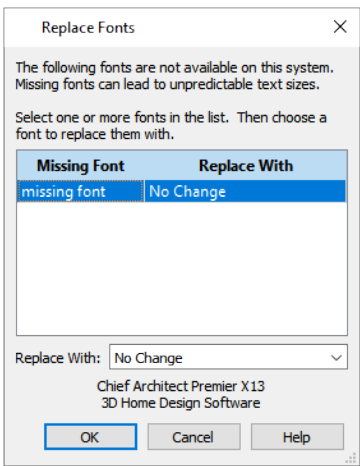 Replace Fonts
The following fonts are not available on this system.
Missing fonts can lead to unpredictable text sizes.
Select one or more fonts in the list.  Then choose a
font to replace them with.
Missing Font Replace With
missing font No Change
Replace With: No Change
Chief Architect Premier X13
3D Home Design Software
OK Cancel Help